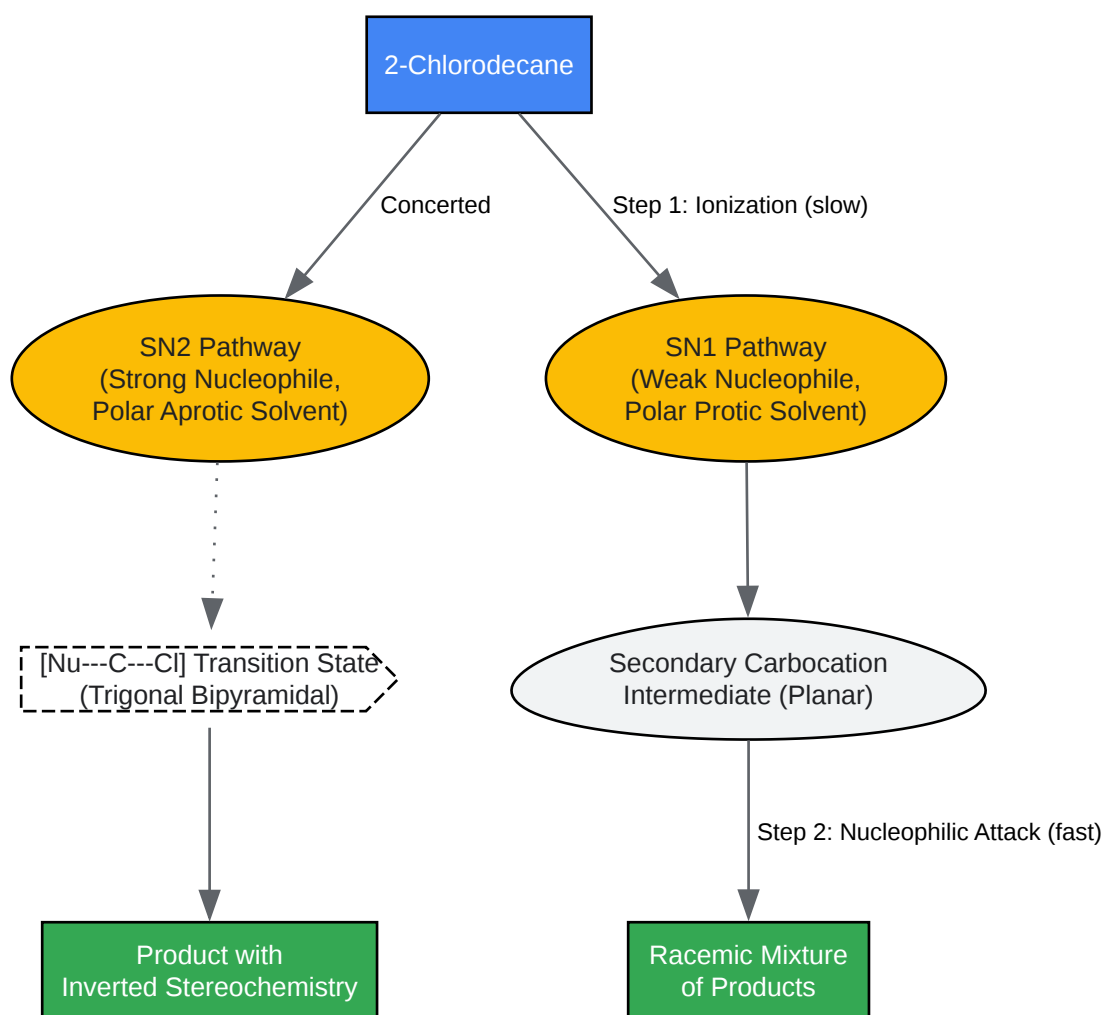 2-Chlorodecane
Concerted
Step 1: Ionization (slow)
SN2 Pathway
(Strong Nucleophile,
Polar Aprotic Solvent)
SN1 Pathway
(Weak Nucleophile,
Polar Protic Solvent)
[Nu---C---Cl] Transition State
(Trigonal Bipyramidal)
Secondary Carbocation
Intermediate (Planar)
Step 2: Nucleophilic Attack (fast)
Product with
Inverted Stereochemistry
Racemic Mixture
of Products